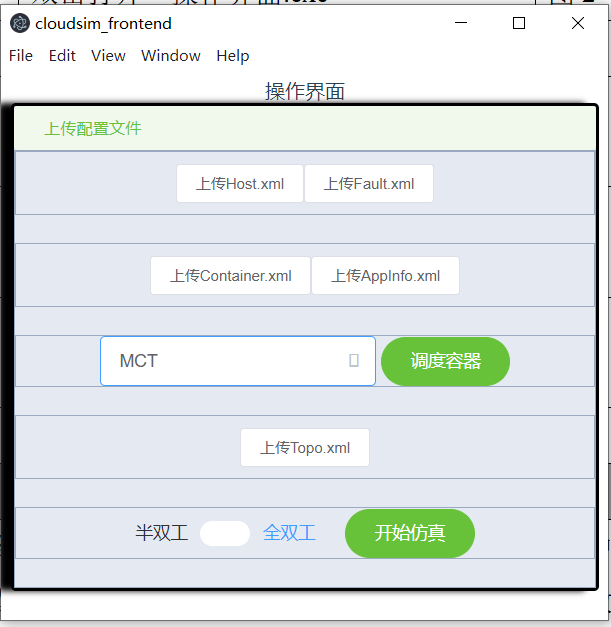 cloudsim_frontend
File Edit View Window Help
操作界面
上传配置文件
上传Host.xml 上传Fault.xml
上传Container.xml 上传AppInfo.xml
MCT 调度容器
上传Topo.xml
半双工 全双工 开始仿真